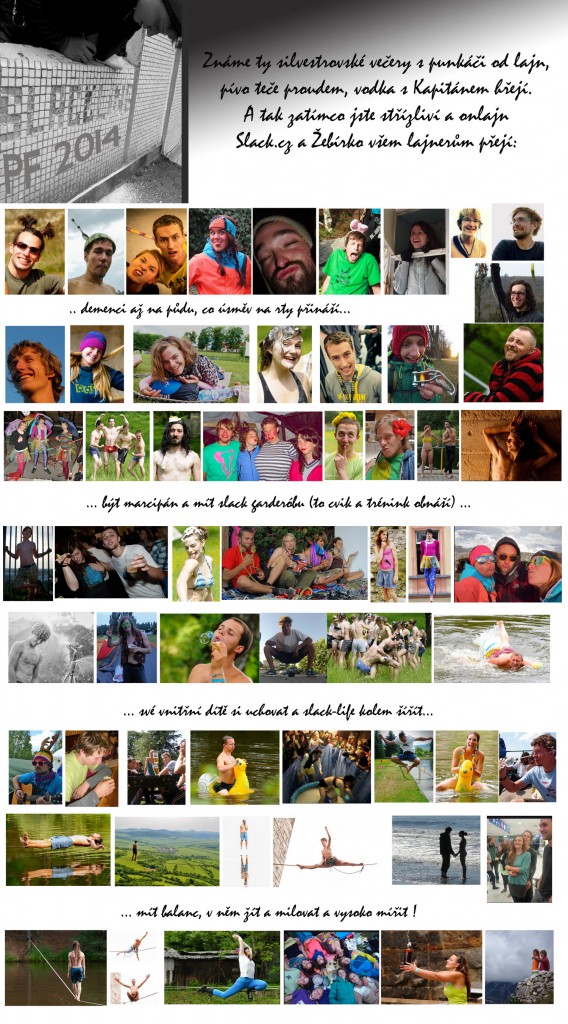 PF 2014
Známe ty silvestrovské večery s punkáči od lajn,
pivo teče proudem, vodka s Kapitánem hřejí.
A tak zatímco jste střízliví a onlajn
Slack.cz a Žebírko všem lajnerům přejí:
.. demenci až na půdu, co úsměv na rty přináší...
... být marcipán a mít slack garderóbu (to cvik a trénink obnáší) ...
... své vnitřní dítě si uchovat a slack-life kolem šířit...
... mít balanc, v něm žít a milovat a vysoko mířit !